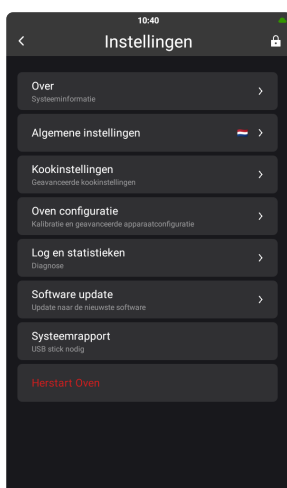 10:40
Instellingen
Over
Systeeminformatie
Algemene instellingen
Kookinstellingen
Geavanceerde kookinstellingen
Oven configuratie
Kalibratie en geavanceerde apparaatconfiguratie
Log en statistieken
Diagnose
Software update
Update naar de nieuwste software
Systeemrapport
USB stick nodig
Herstart Oven